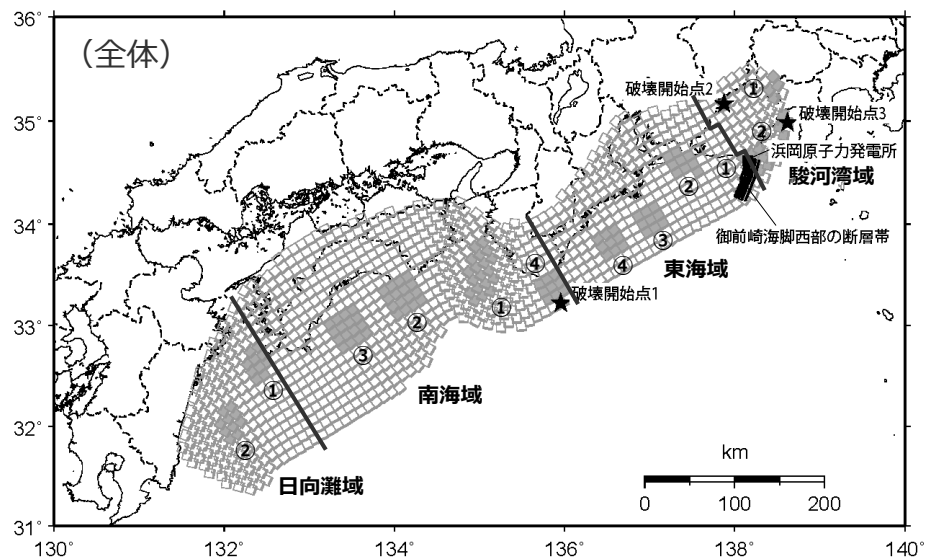 36°
（全体）
破壊開始点2
①
35°
破壊開始点3
②
浜岡原子力発電所
①
駿河湾域
②
34°
御前崎海脚西部の断層帯
③
④
④
東海域
破壊開始点1
①
②
33°
③
①
南海域
32°
②
km
日向灘域
0 50 100 150 200
31°
130° 132° 134° 136° 138° 140°